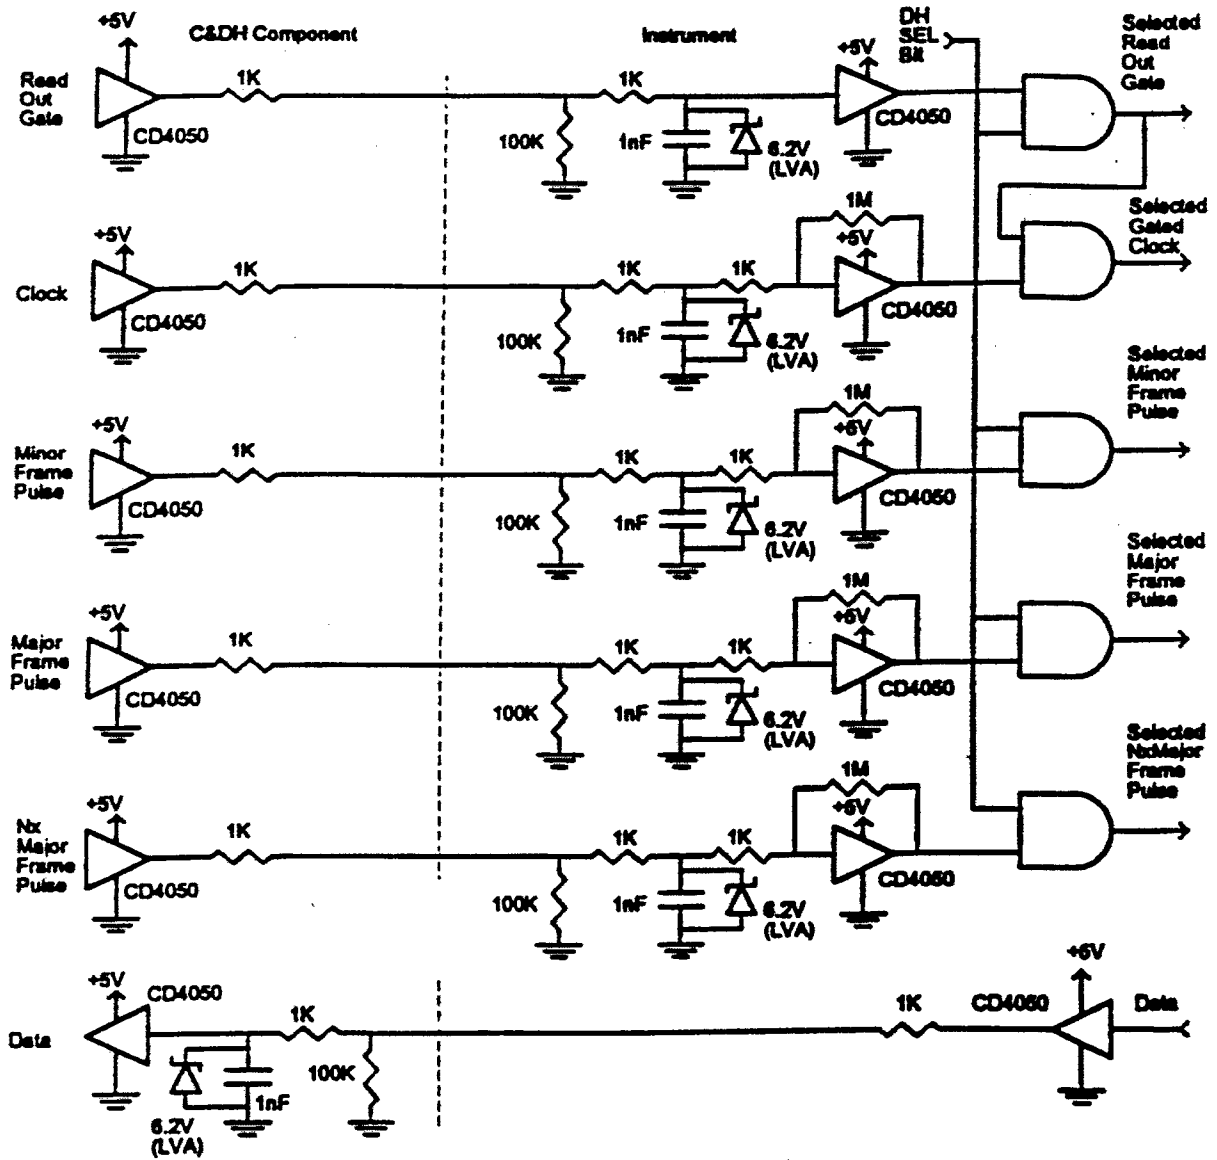 +5V
C&DH Component
Instrument
DH
SEL
Bit
Selected
Read
Out
Gate
Read
Out
Gate
1K
1K
+5V
CD4050
100K
1nF
6.2V
(LVA)
CD4050
1M
Selected
Gated
Clock
+5V
+5V
Clock
1K
1K
1K
CD4050
100K
1nF
6.2V
(LVA)
CD4050
Selected
Minor
Frame
Pulse
1M
+5V
+5V
Minor
Frame
Pulse
1K
1K
1K
CD4050
100K
1nF
6.2V
(LVA)
CD4050
Selected
Major
Frame
Pulse
1M
+5V
+5V
Major
Frame
Pulse
1K
1K
1K
CD4050
100K
1nF
6.2V
(LVA)
CD4050
Selected
NxMajor
Frame
Pulse
1M
+5V
+5V
Nx
Major
Frame
Pulse
1K
1K
1K
CD4050
100K
1nF
6.2V
(LVA)
CD4050
+5V
CD4050
+5V
Data
1K
1K
CD4050
Data
100K
1nF
6.2V
(LVA)